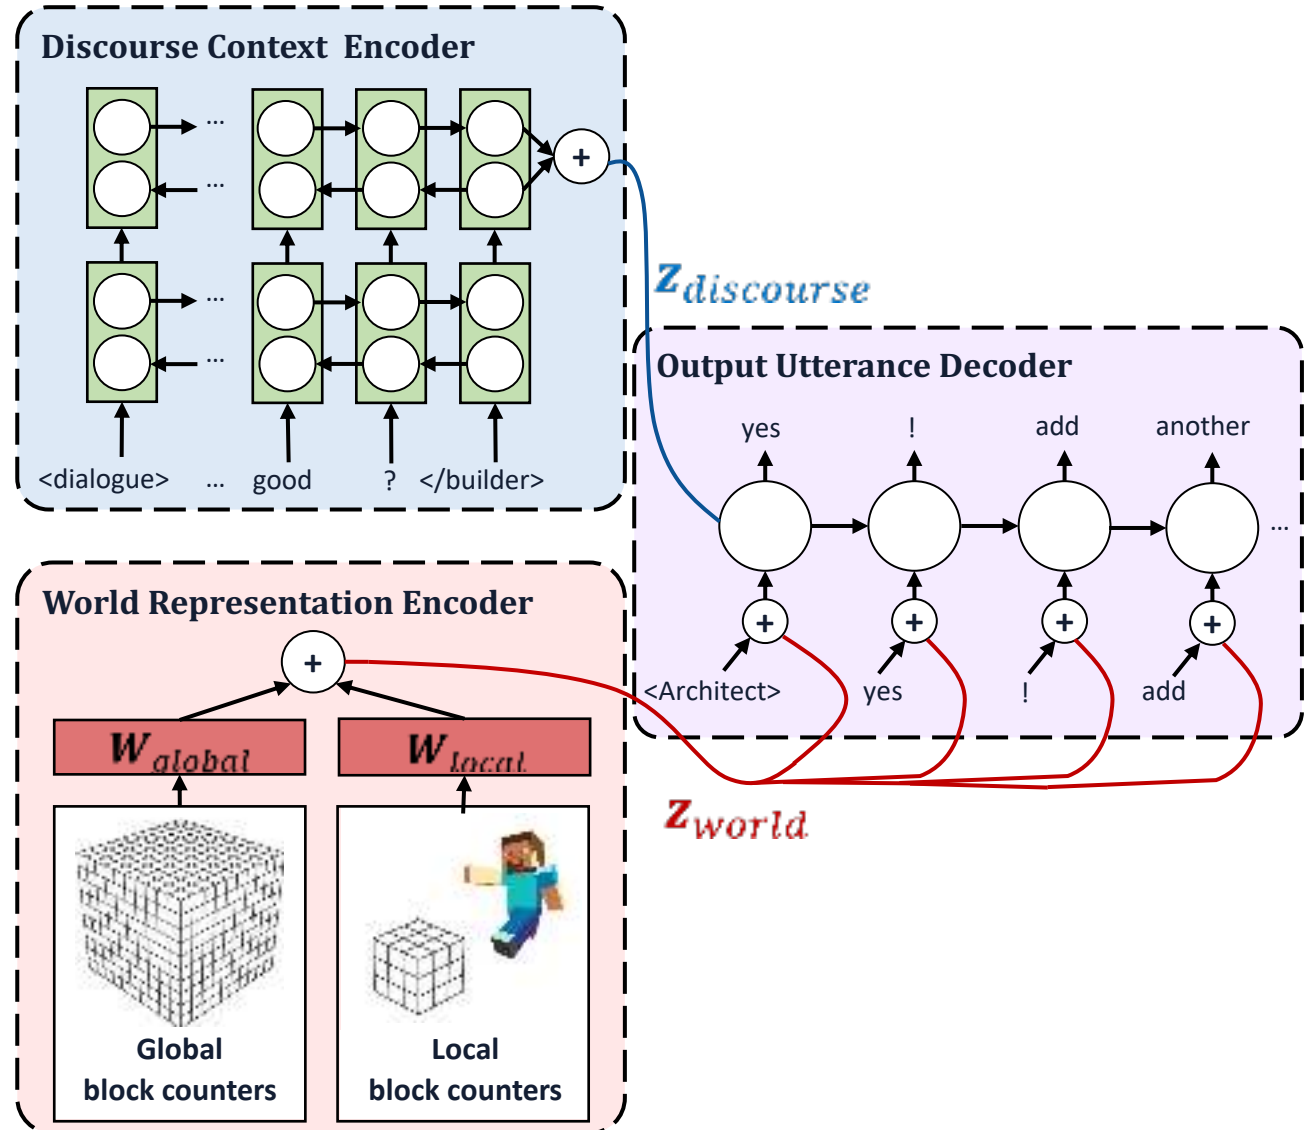 Discourse Context Encoder
...
...
+
...
...
<dialogue> ... good ? </builder>
z_discourse
Output Utterance Decoder
yes ! add another
...
+ + + +
<Architect> yes ! add
World Representation Encoder
+
W_global W_local
z_world
Global
block counters
Local
block counters